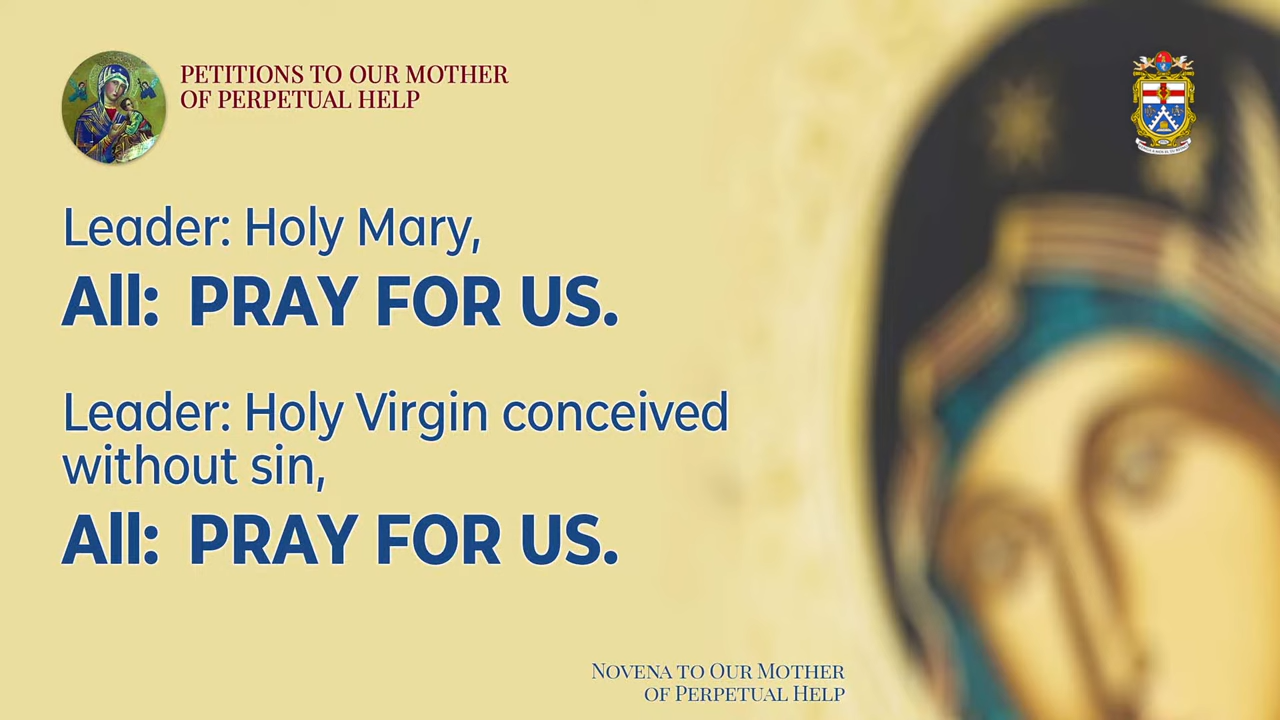 PETITIONS TO OUR MOTHER
OF PERPETUAL HELP
Leader: Holy Mary,
All: PRAY FOR US.
Leader: Holy Virgin conceived
without sin,
All: PRAY FOR US.
NOVENA TO OUR MOTHER
OF PERPETUAL HELP